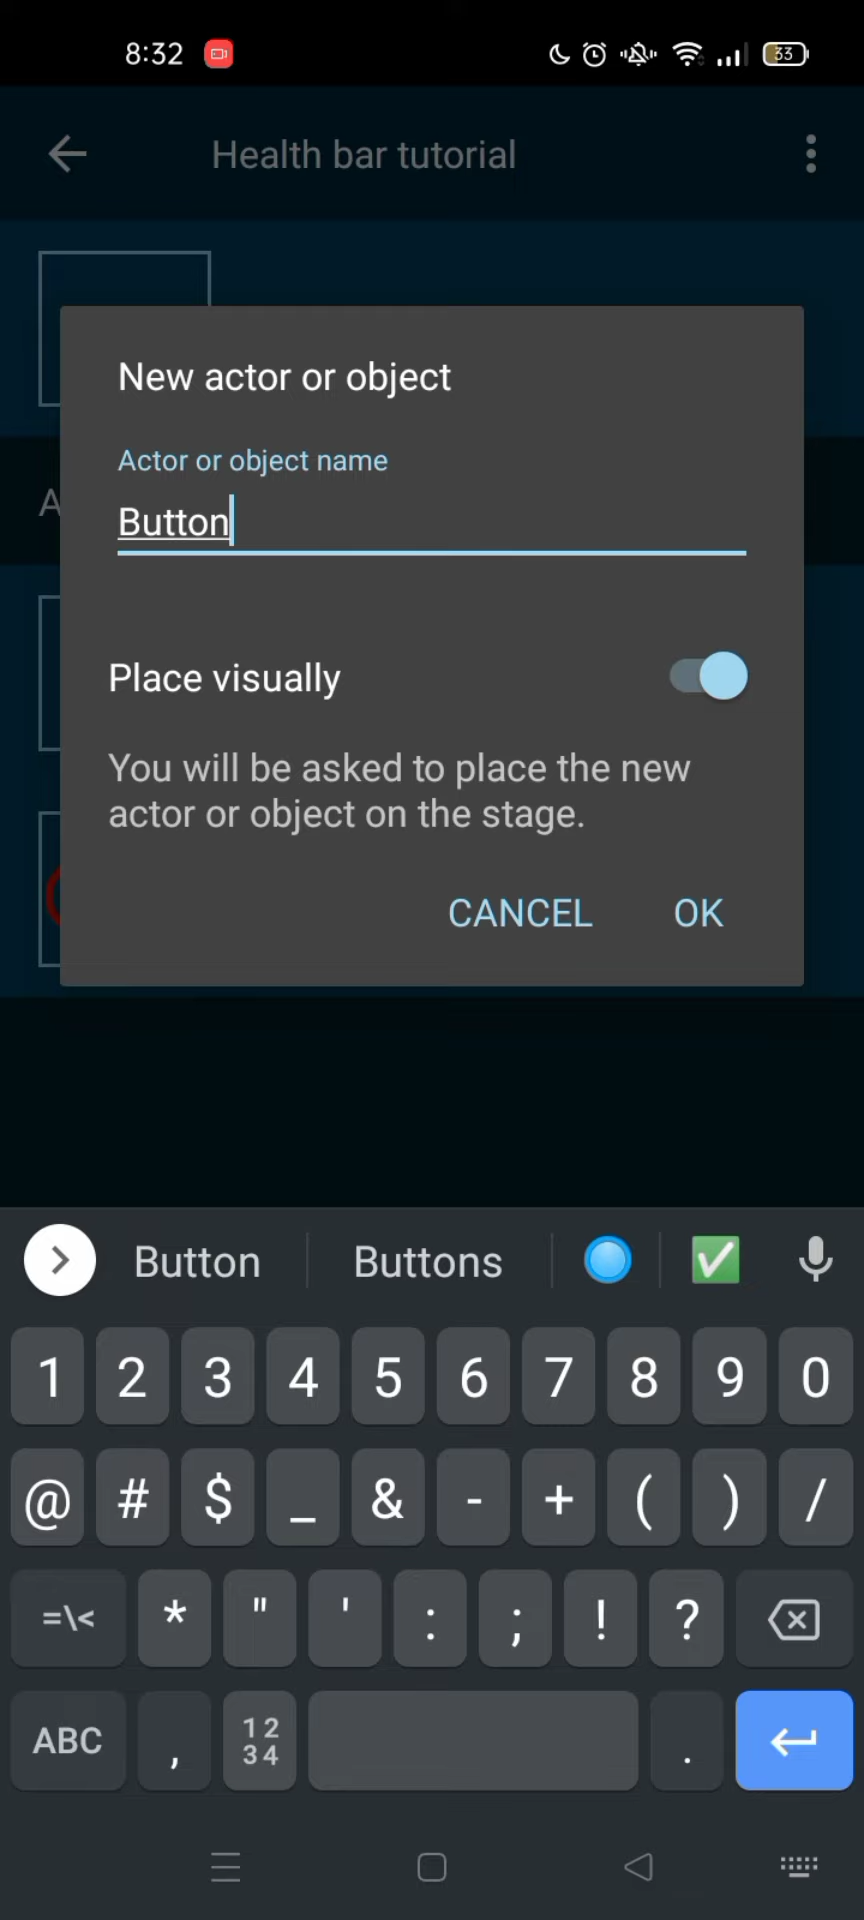 8:32
33
Health bar tutorial
New actor or object
Actor or object name
A
Button
Place visually
You will be asked to place the new
actor or object on the stage.
CANCEL OK
Button Buttons
1 2 3 4 5 6 7 8 9 0
@ # $ _ & - + ( ) /
=\< * " ' : ; ! ?
ABC , 12 34 .